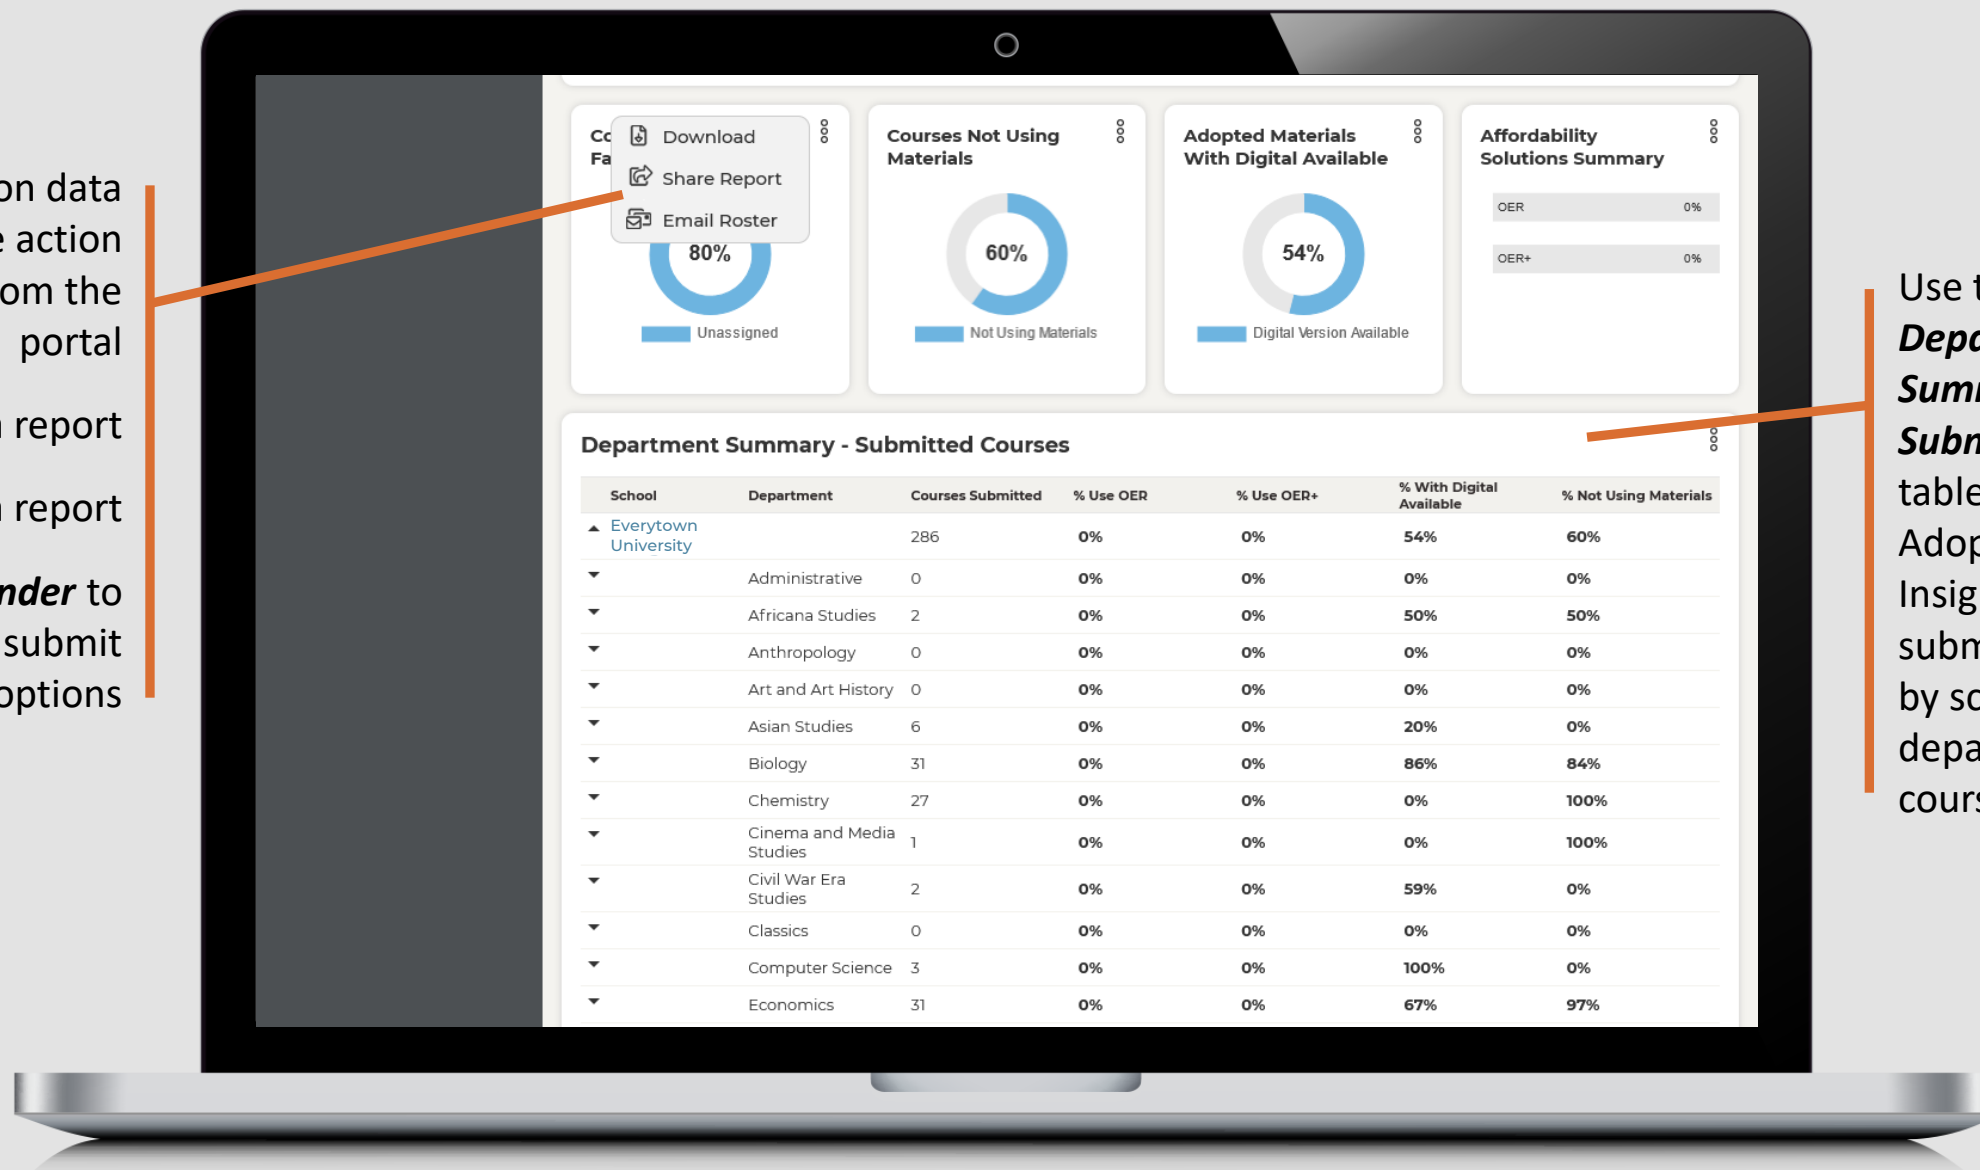 on data
action
om the
portal
report
report
nder to
submit
options
Download
Share Report
Email Roster
80%
Unassigned
Courses Not Using
Materials
60%
Not Using Materials
Adopted Materials
With Digital Available
54%
Digital Version Available
Affordability
Solutions Summary
OER 0%
OER+ 0%
Department Summary - Submitted Courses
School Department Courses Submitted % Use OER % Use OER+ % With Digital Available % Not Using Materials
Everytown University 286 0% 0% 54% 60%
Administrative 0 0% 0% 0% 0%
Africana Studies 2 0% 0% 50% 50%
Anthropology 0 0% 0% 0% 0%
Art and Art History 0 0% 0% 0% 0%
Asian Studies 6 0% 0% 20% 0%
Biology 31 0% 0% 86% 84%
Chemistry 27 0% 0% 0% 100%
Cinema and Media Studies 1 0% 0% 0% 100%
Civil War Era Studies 2 0% 0% 59% 0%
Classics 0 0% 0% 0% 0%
Computer Science 3 0% 0% 100% 0%
Economics 31 0% 0% 67% 97%
Use
Depa
Sum
Subn
table
Adop
Insig
subm
by sc
depa
cours